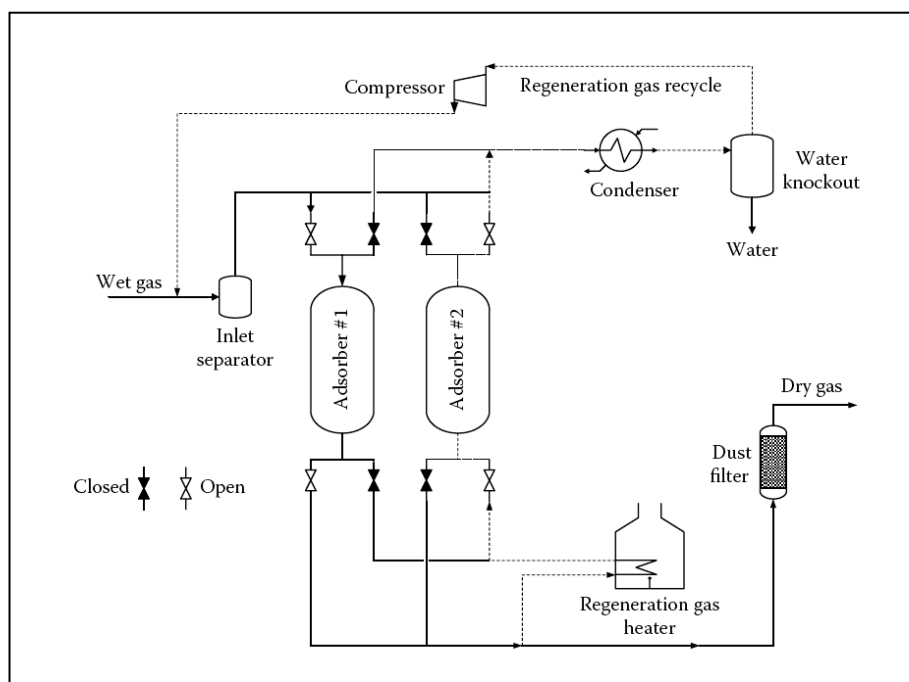 Compressor
Regeneration gas recycle
Water
knockout
Condenser
Water
Wet gas
Inlet
separator
Adsorber #1
Adsorber #2
Dry gas
Dust
filter
Closed
Open
Regeneration gas
heater